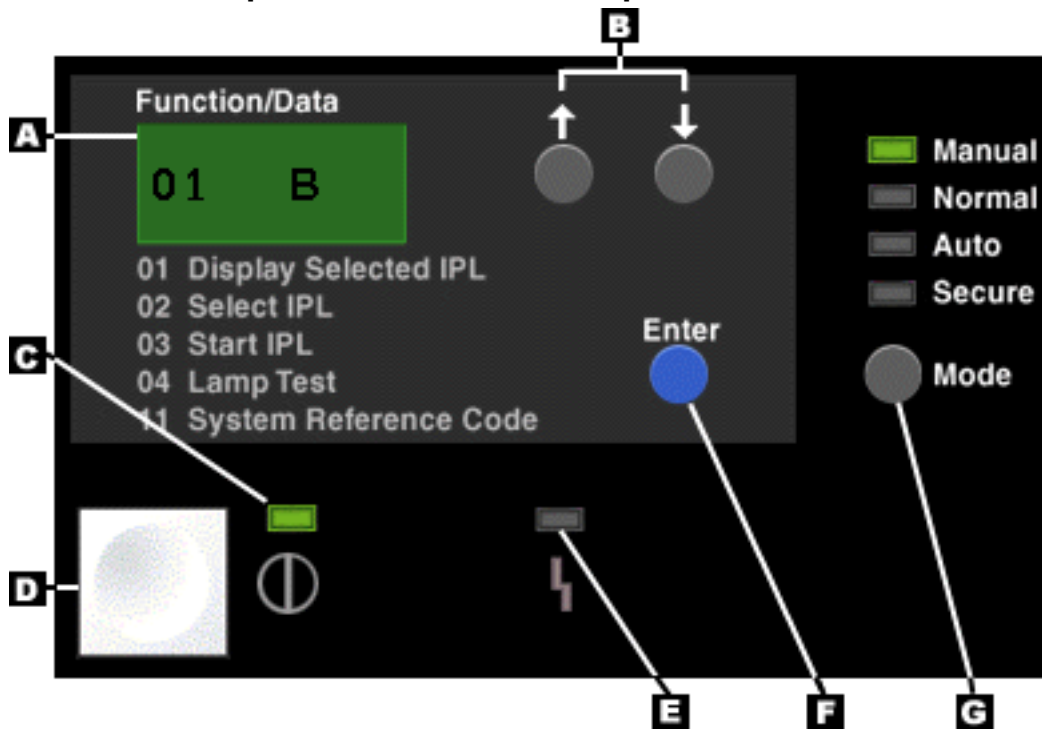 B
Function/Data
A
01 B
Manual
Normal
Auto
Secure
01 Display Selected IPL
02 Select IPL
03 Start IPL
04 Lamp Test
11 System Reference Code
Enter
C
Mode
D
E
F
G